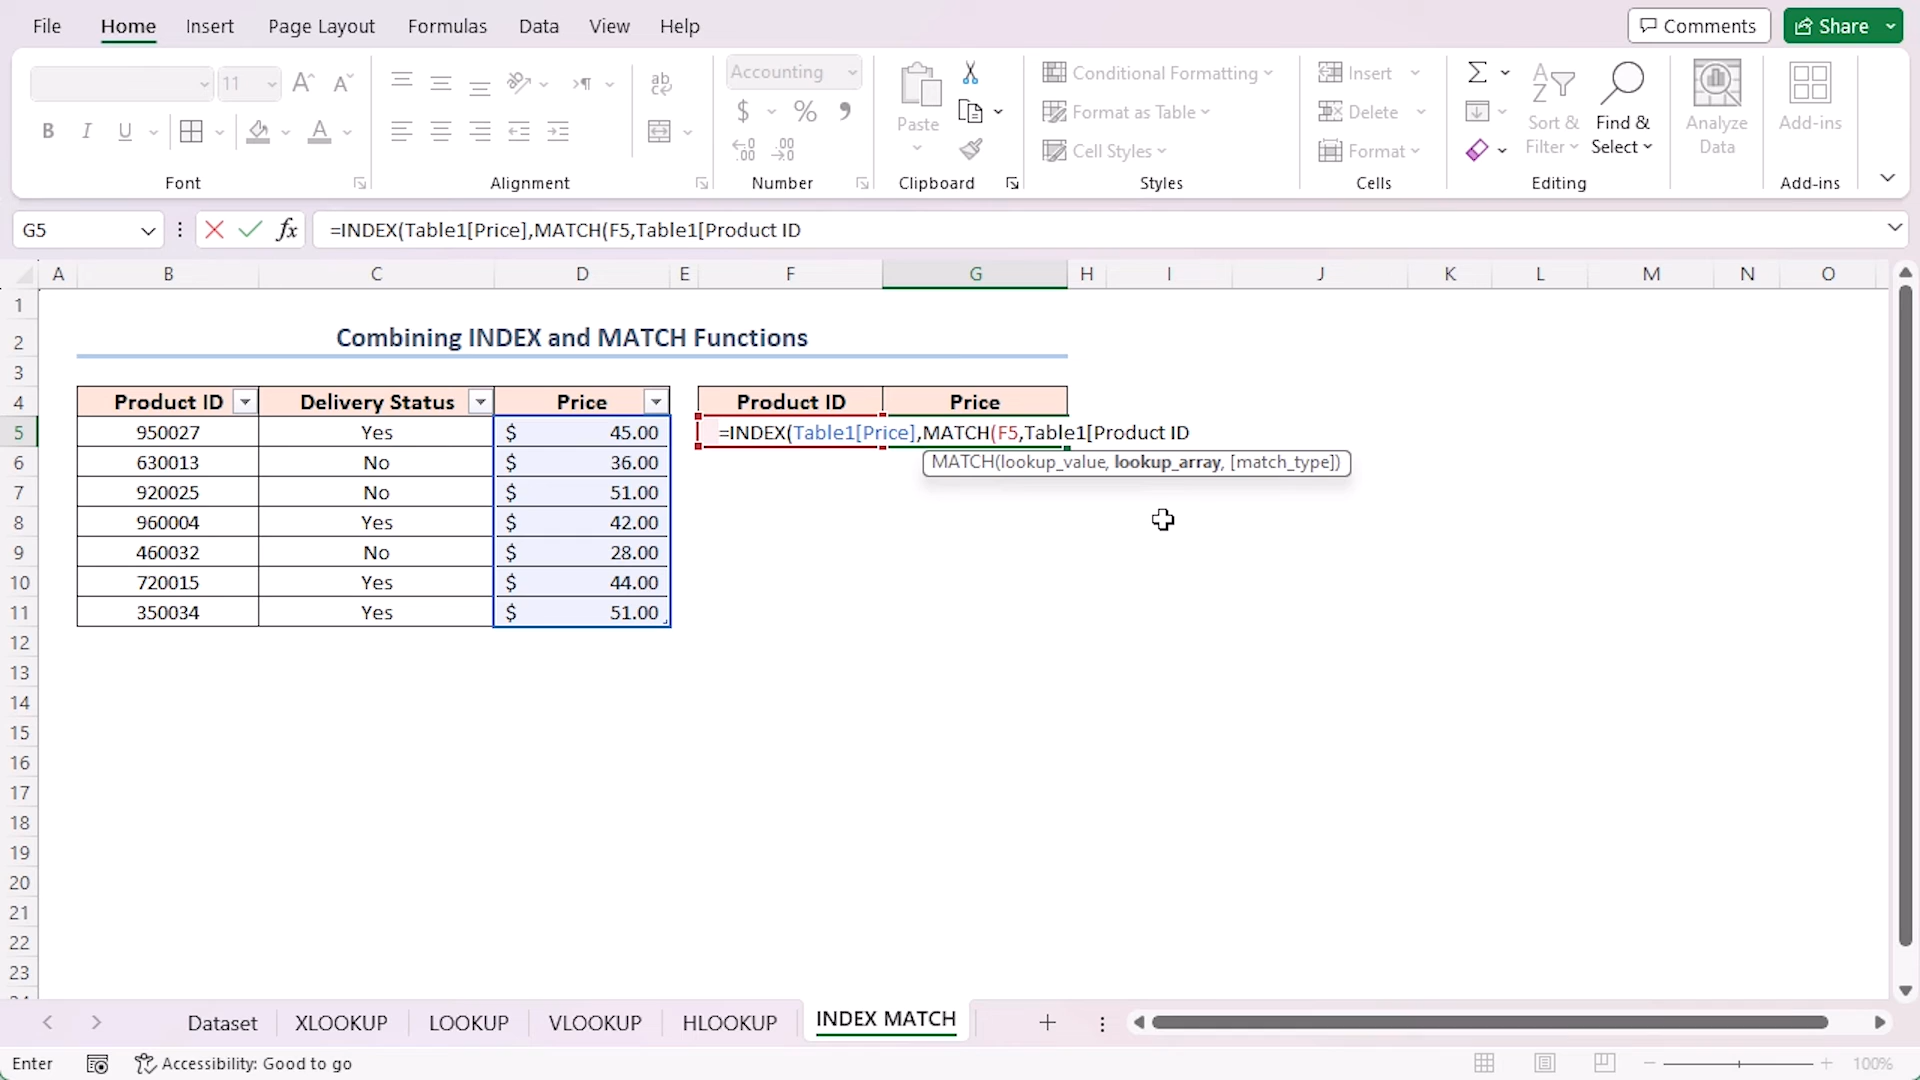 File Home Insert Page Layout Formulas Data View Help Comments Share
11 Accounting Conditional Formatting Insert
$ % Format as Table Delete Paste Sort & Find & Analyze Add-ins
B I U A Cell Styles Format Filter Select Data
Font Alignment Number Clipboard Styles Cells Editing Add-ins
G5 fx =INDEX(Table1[Price],MATCH(F5,Table1[Product ID
A B C D E F G H I J K L M N O
1
2 Combining INDEX and MATCH Functions
3
4 Product ID Delivery Status Price Product ID Price
5 950027 Yes $ 45.00 =INDEX(Table1[Price],MATCH(F5,Table1[Product ID
6 630013 No $ 36.00 MATCH(lookup_value, lookup_array, [match_type])
7 920025 No $ 51.00
8 960004 Yes $ 42.00
9 460032 No $ 28.00
10 720015 Yes $ 44.00
11 350034 Yes $ 51.00
12
13
14
15
16
17
18
19
20
21
22
23
Dataset XLOOKUP LOOKUP VLOOKUP HLOOKUP INDEX MATCH
Enter Accessibility: Good to go 100%